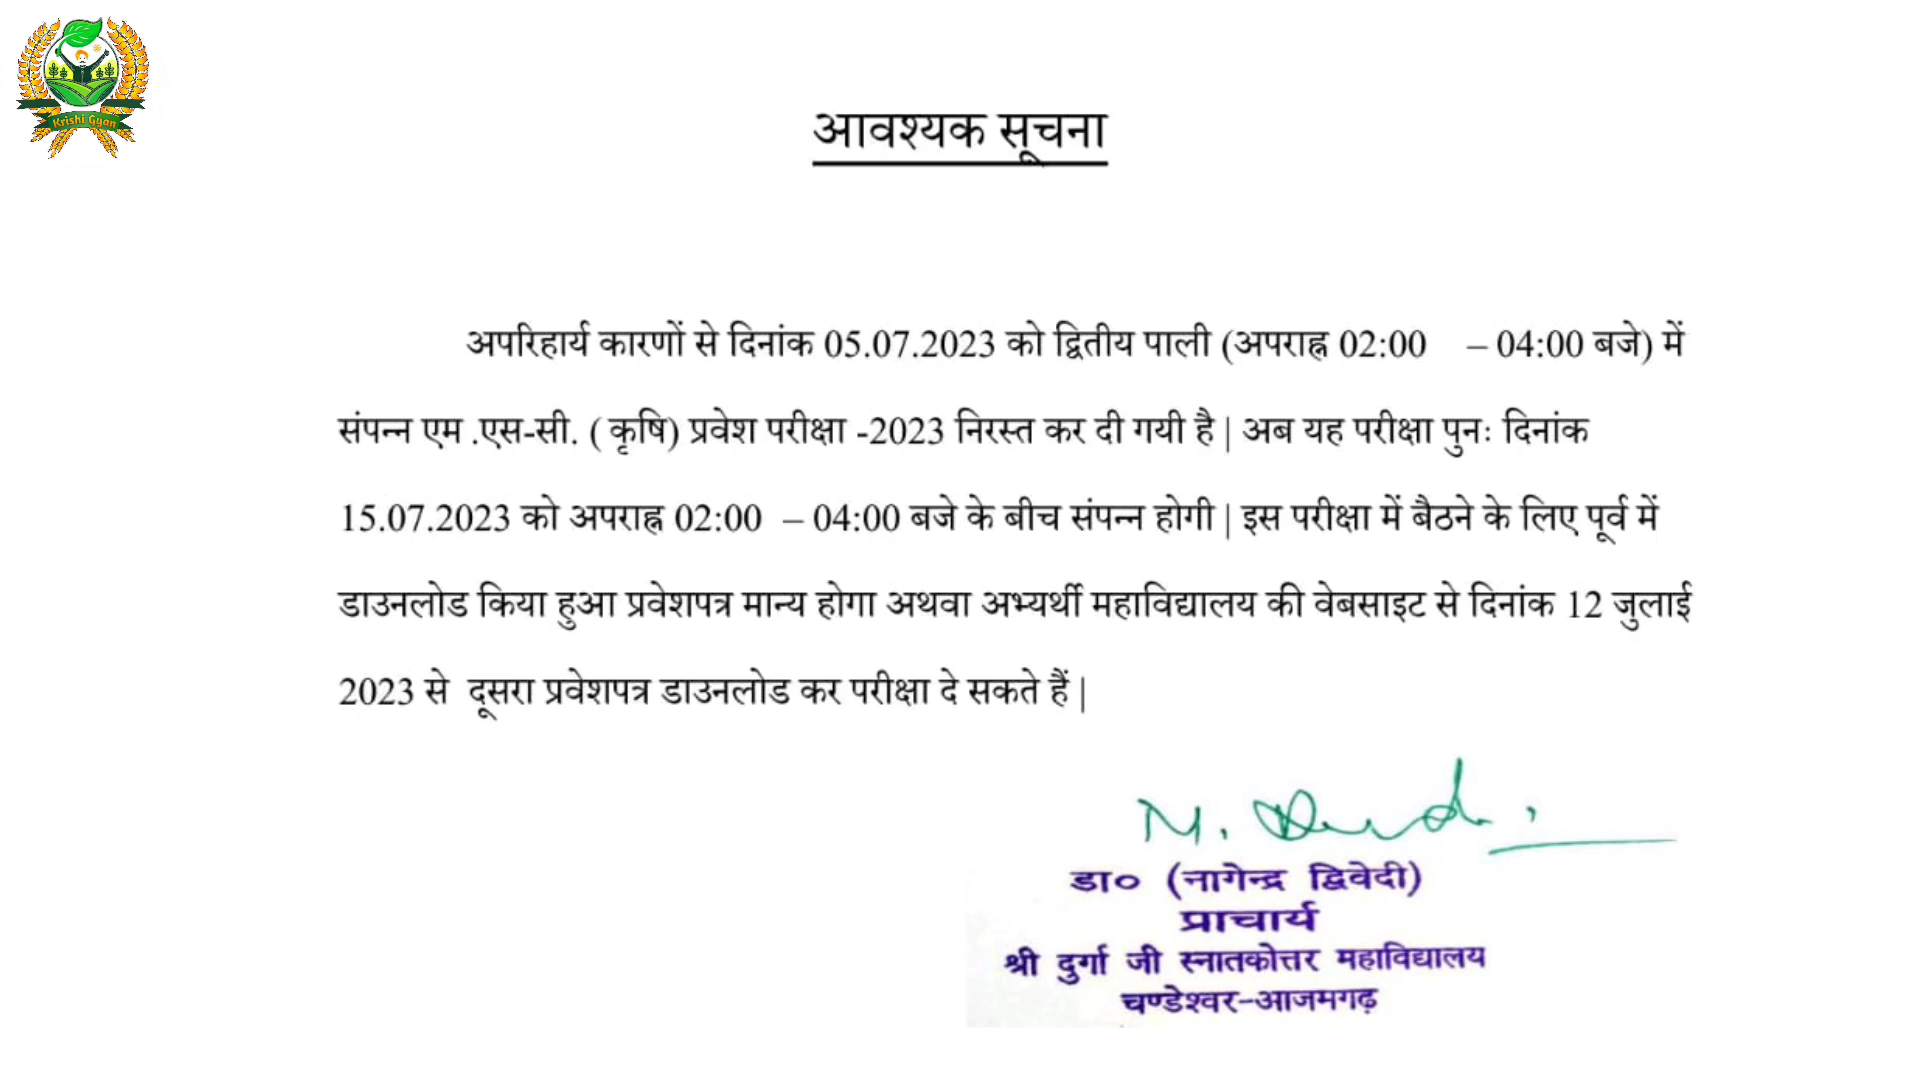 Krishi Gyan
आवश्यक सूचना
अपरिहार्य कारणों से दिनांक 05.07.2023 को द्वितीय पाली (अपराह्न 02:00 – 04:00 बजे) में
संपन्न एम .एस-सी. ( कृषि) प्रवेश परीक्षा -2023 निरस्त कर दी गयी है | अब यह परीक्षा पुनः दिनांक
15.07.2023 को अपराह्न 02:00 – 04:00 बजे के बीच संपन्न होगी | इस परीक्षा में बैठने के लिए पूर्व में
डाउनलोड किया हुआ प्रवेशपत्र मान्य होगा अथवा अभ्यर्थी महाविद्यालय की वेबसाइट से दिनांक 12 जुलाई
2023 से दूसरा प्रवेशपत्र डाउनलोड कर परीक्षा दे सकते हैं |
डा० (नागेन्द्र द्विवेदी)
प्राचार्य
श्री दुर्गा जी स्नातकोत्तर महाविद्यालय
चण्डेश्वर-आजमगढ़